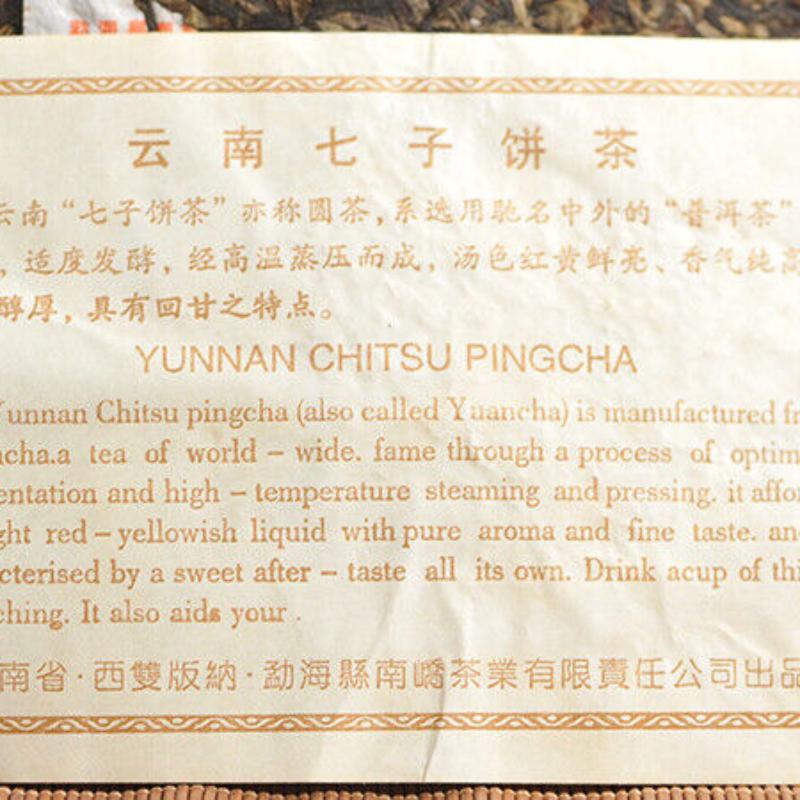 云南七子饼茶
云南“七子饼茶”亦称圆茶，系选用驰名中外的“普洱茶”
，适度发酵，经高温蒸压而成，汤色红黄鲜亮、香气纯高
醇厚，具有回甘之特点。
YUNNAN CHITSU PINGCHA
Yunnan Chitsu pingcha (also called Yuancha) is manufactured fr
ncha.a tea of world – wide. fame through a process of optim
entation and high – temperature steaming and pressing. it affor
ght red – yellowish liquid with pure aroma and fine taste. an
cterised by a sweet after – taste all its own. Drink acup of thi
ching. It also aids your .
南省·西雙版納·勐海縣南嶠茶業有限責任公司出品